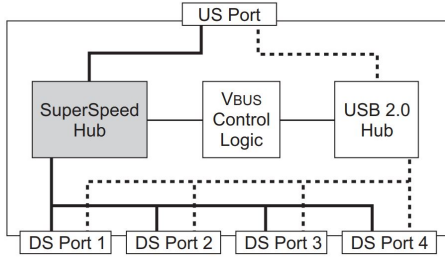 US Port
SuperSpeed
Hub
VBUS
Control
Logic
USB 2.0
Hub
DS Port 1
DS Port 2
DS Port 3
DS Port 4